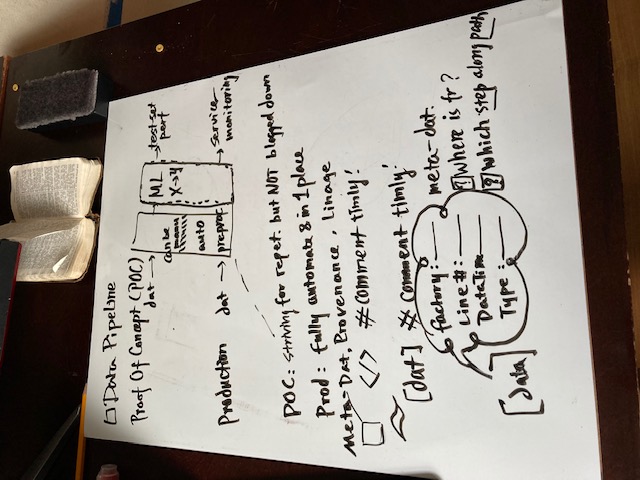 Data Pipeline
Proof Of Concept (POC)
dat → can be manu
ML
X→y
→ test-set perf
Production dat → auto preproc
→ Service monitoring
POC: striving for repet. but NOT blogged down
Prod: fully automate & in 1 place
Meta-Dat, Provenance, Linage
</> # comment timly!
[dat] # comment timly!
factory: ___ meta-dat.
Line #: ___ ? Where is fr?
DataTime ___ ? which step along path
Type: ___
[data]